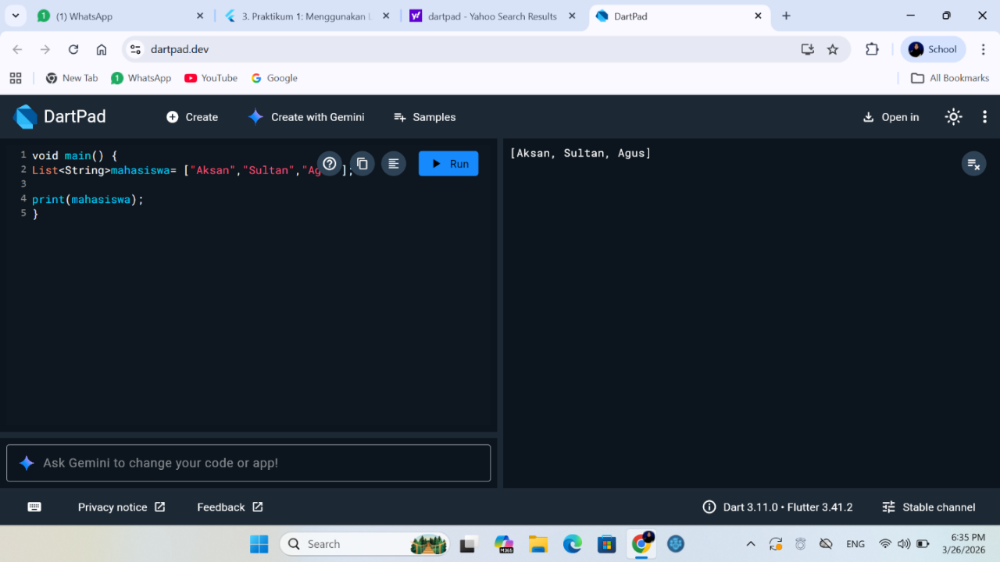 (1) WhatsApp
3. Praktikum 1: Menggunakan L
dartpad - Yahoo Search Results
DartPad
dartpad.dev
School
New Tab
WhatsApp
YouTube
Google
All Bookmarks
DartPad
Create
Create with Gemini
Samples
Open in
1 void main() {
2 List<String>mahasiswa= ["Aksan","Sultan","Ag ];
3
4 print(mahasiswa);
5 }
Run
[Aksan, Sultan, Agus]
Ask Gemini to change your code or app!
Privacy notice
Feedback
Dart 3.11.0 • Flutter 3.41.2
Stable channel
Search
M365
ENG
6:35 PM
3/26/2026